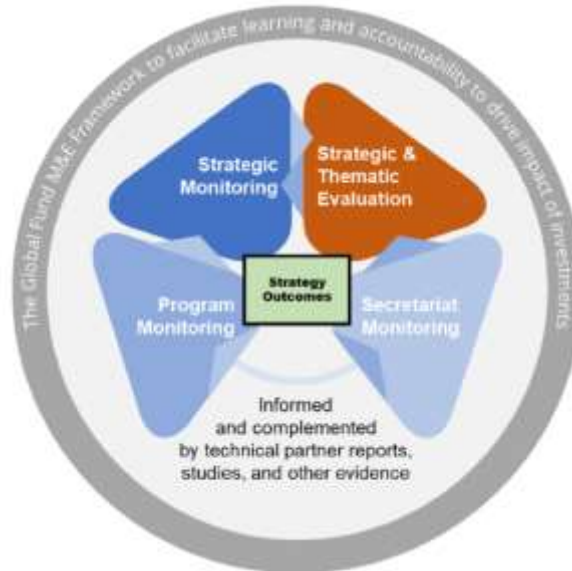 The Global Fund M&E Framework to facilitate learning and accountability to drive impact of investments
Strategic
Monitoring
Strategic &
Thematic
Evaluation
Strategy
Outcomes
Program
Monitoring
Secretariat
Monitoring
Informed
and complemented
by technical partner reports,
studies, and other evidence